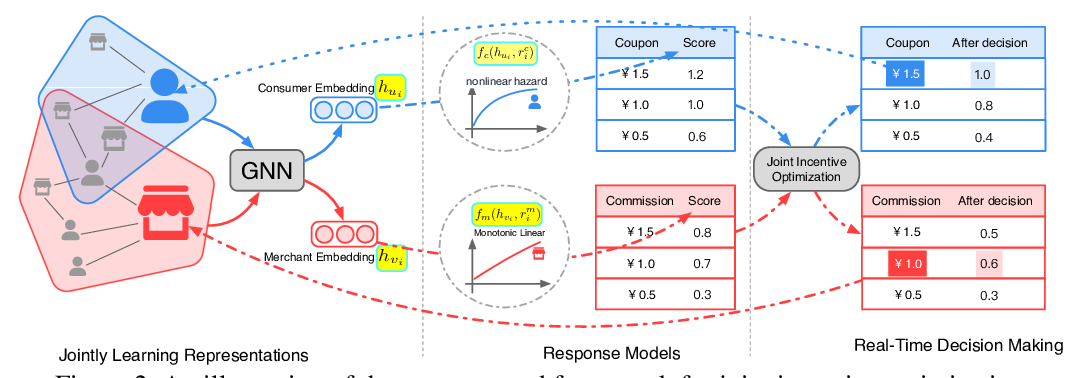 f_c(h_{u_i}, r_i^c)
nonlinear hazard
Consumer Embedding h_{u_i}
GNN
Merchant Embedding h_{v_i}
f_m(h_{v_i}, r_i^m)
Monotonic Linear
Coupon Score
¥ 1.5 1.2
¥ 1.0 1.0
¥ 0.5 0.6
Commission Score
¥ 1.5 0.8
¥ 1.0 0.7
¥ 0.5 0.3
Joint Incentive
Optimization
Coupon After decision
¥ 1.5 1.0
¥ 1.0 0.8
¥ 0.5 0.4
Commission After decision
¥ 1.5 0.5
¥ 1.0 0.6
¥ 0.5 0.3
Jointly Learning Representations
Response Models
Real-Time Decision Making